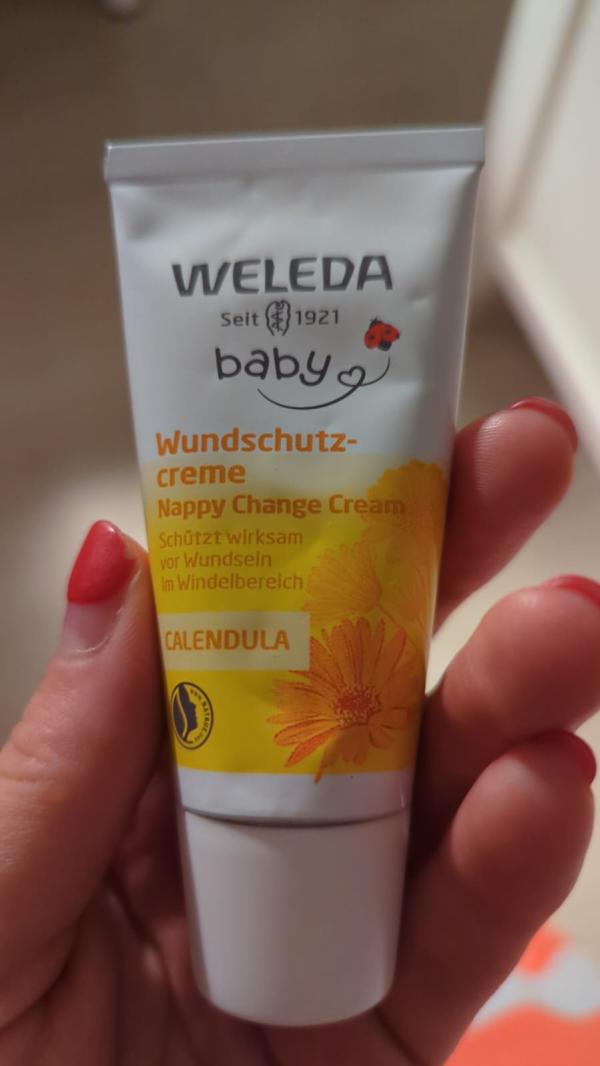 WELEDA
Seit 1921
baby
Wundschutz-
creme
Nappy Change Cream
Schützt wirksam
vor Wundsein
im Windelbereich
CALENDULA